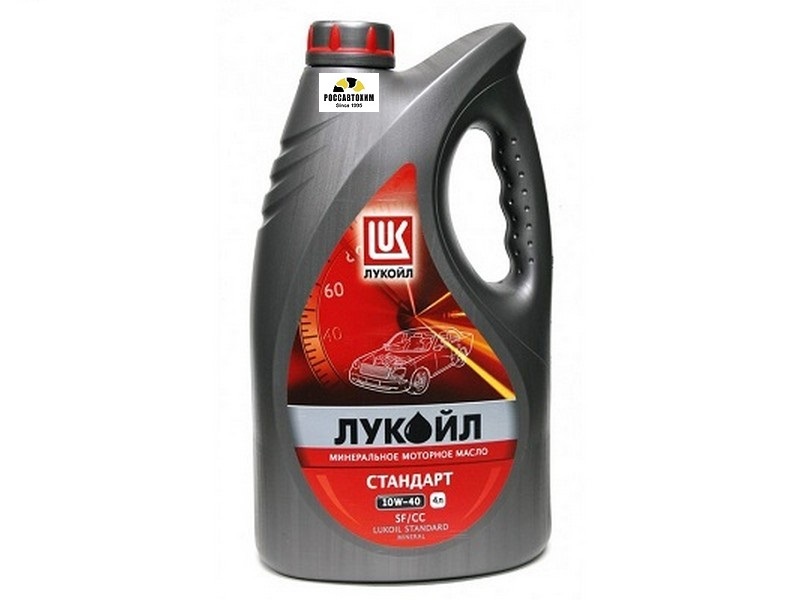 РОССАВТОХИМ
Since 1995
LUK
ЛУКОЙЛ
60
40
ЛУКОЙЛ
МИНЕРАЛЬНОЕ МОТОРНОЕ МАСЛО
СТАНДАРТ
10W-40 4л
SF/CC
LUKOIL STANDARD
MINERAL